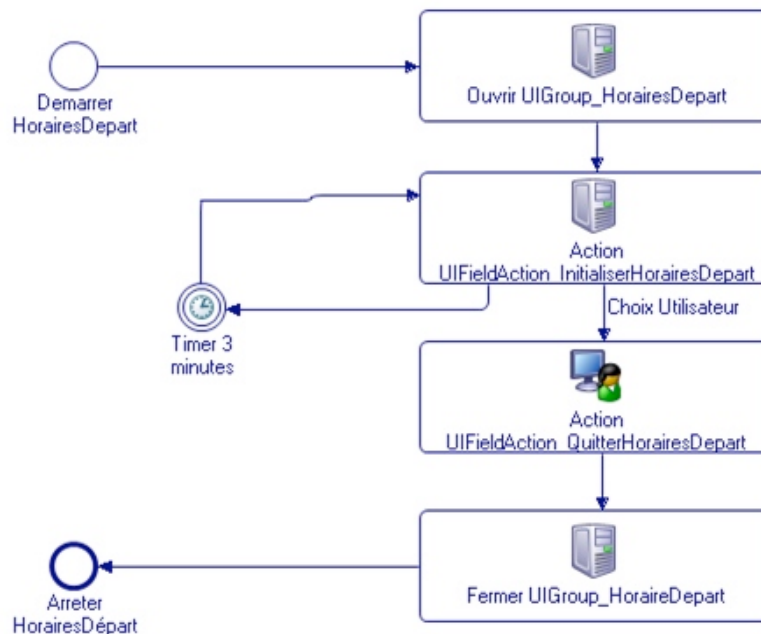 Demarrer
HorairesDepart
Ouvrir UIGroup_HorairesDepart
Action
UIFieldAction_InitialiserHorairesDepart
Timer 3
minutes
Choix Utilisateur
Action
UIFieldAction_QuitterHorairesDepart
Fermer UIGroup_HoraireDepart
Arreter
HorairesDépart